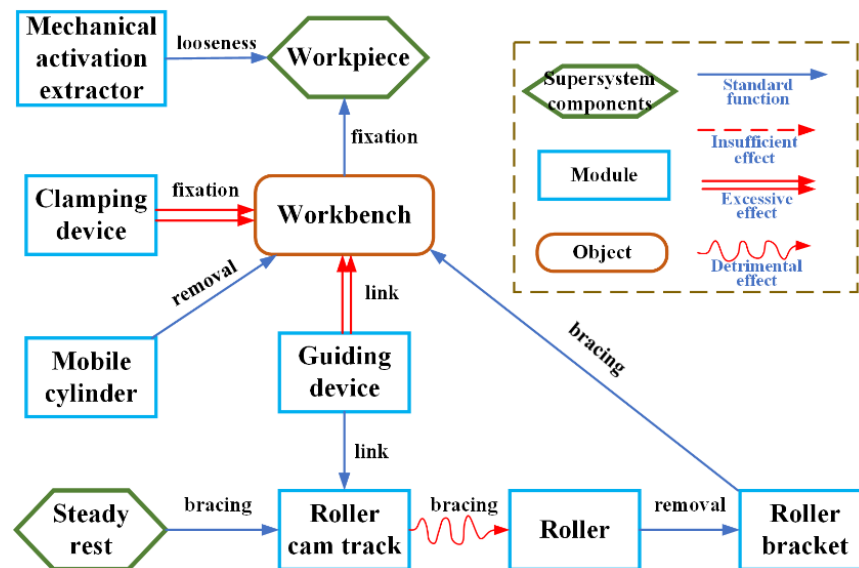 Mechanical
activation
extractor
looseness
Workpiece
fixation
Clamping
device
fixation
Workbench
removal
link
Mobile
cylinder
Guiding
device
bracing
link
Steady
rest
bracing
Roller
cam track
bracing
Roller
removal
Roller
bracket
Supersystem
components
Standard
function
Insufficient
effect
Module
Excessive
effect
Object
Detrimental
effect